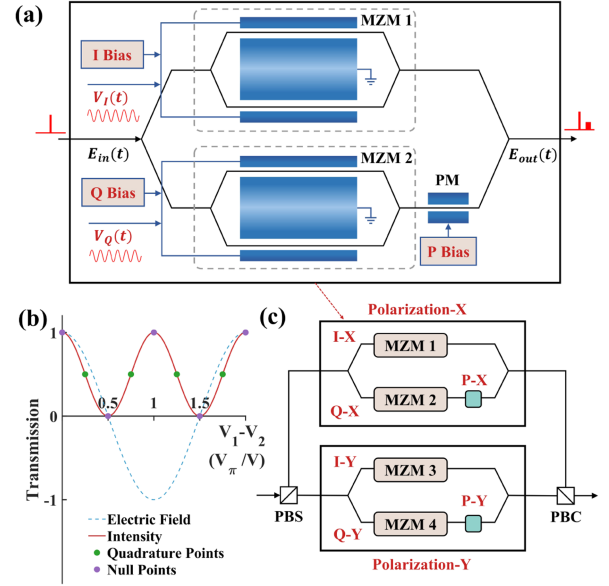 (a)
MZM 1
I Bias
V_I(t)
E_in(t)
E_out(t)
MZM 2
Q Bias
V_Q(t)
PM
P Bias
(b)
1
0
-1
0.5
1
1.5
Transmission
V_1-V_2
(V_π/V)
Electric Field
Intensity
Quadrature Points
Null Points
(c)
Polarization-X
I-X
MZM 1
P-X
Q-X
MZM 2
I-Y
MZM 3
P-Y
Q-Y
MZM 4
PBS
PBC
Polarization-Y